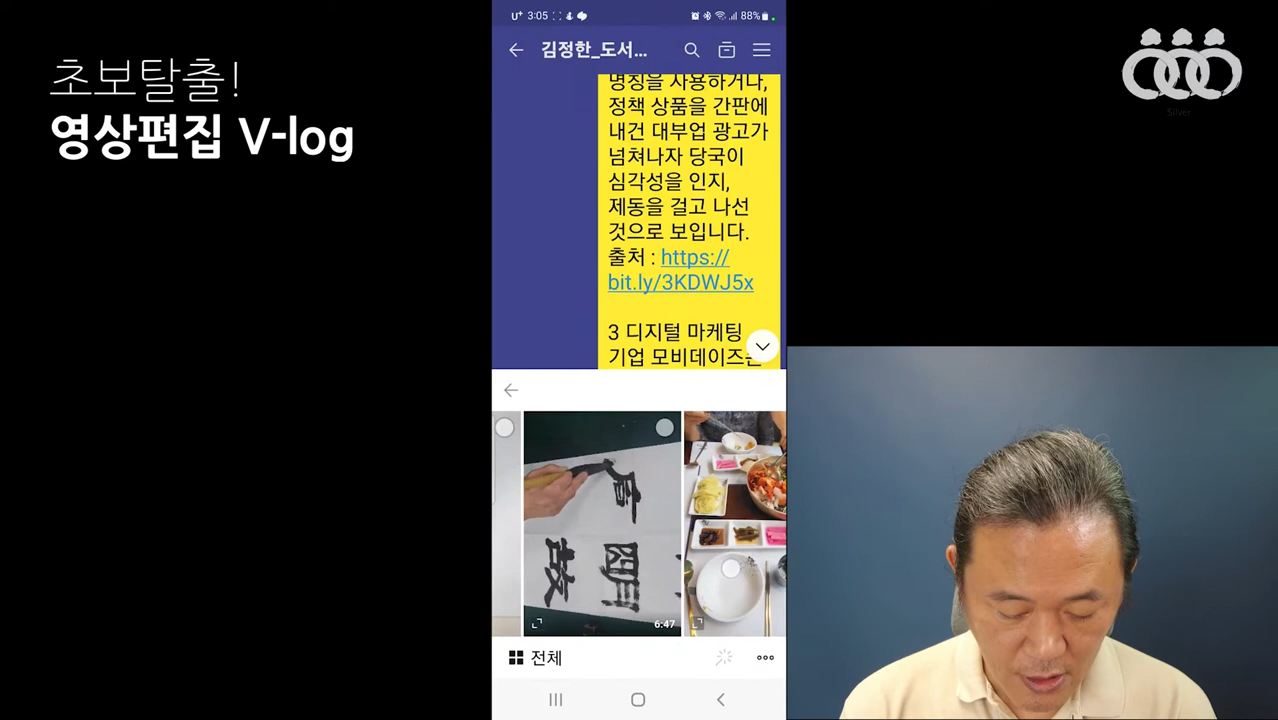 초보탈출!
영상편집 V-log
U+ 3:05
88%
김정한_도서...
명칭을 사용하거나,
정책 상품을 간판에
내건 대부업 광고가
넘쳐나자 당국이
심각성을 인지,
제동을 걸고 나선
것으로 보입니다.
출처 : https://
bit.ly/3KDWJ5x
3 디지털 마케팅
기업 모비데이즈는
6:47
전체
Silver